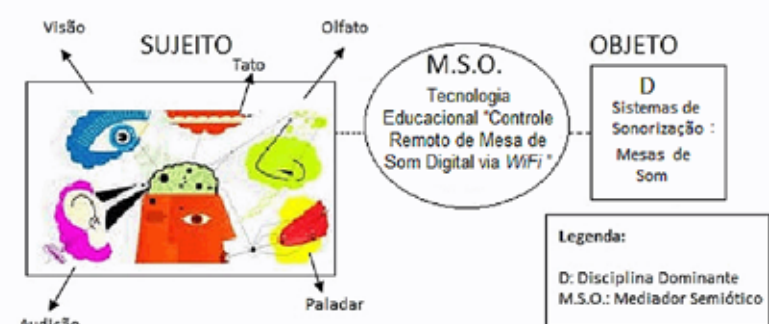 Visão
SUJEITO
Olfato
Tato
M.S.O.
Tecnologia
Educacional "Controle
Remoto de Mesa de
Som Digital via WiFi"
OBJETO
D
Sistemas de
Sonorização :
Mesas de
Som
Paladar
Audição
Legenda:
D: Disciplina Dominante
M.S.O.: Mediador Semiótico